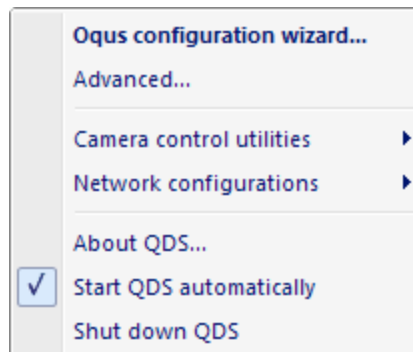 Oqus configuration wizard...
Advanced...
Camera control utilities
Network configurations
About QDS...
Start QDS automatically
Shut down QDS